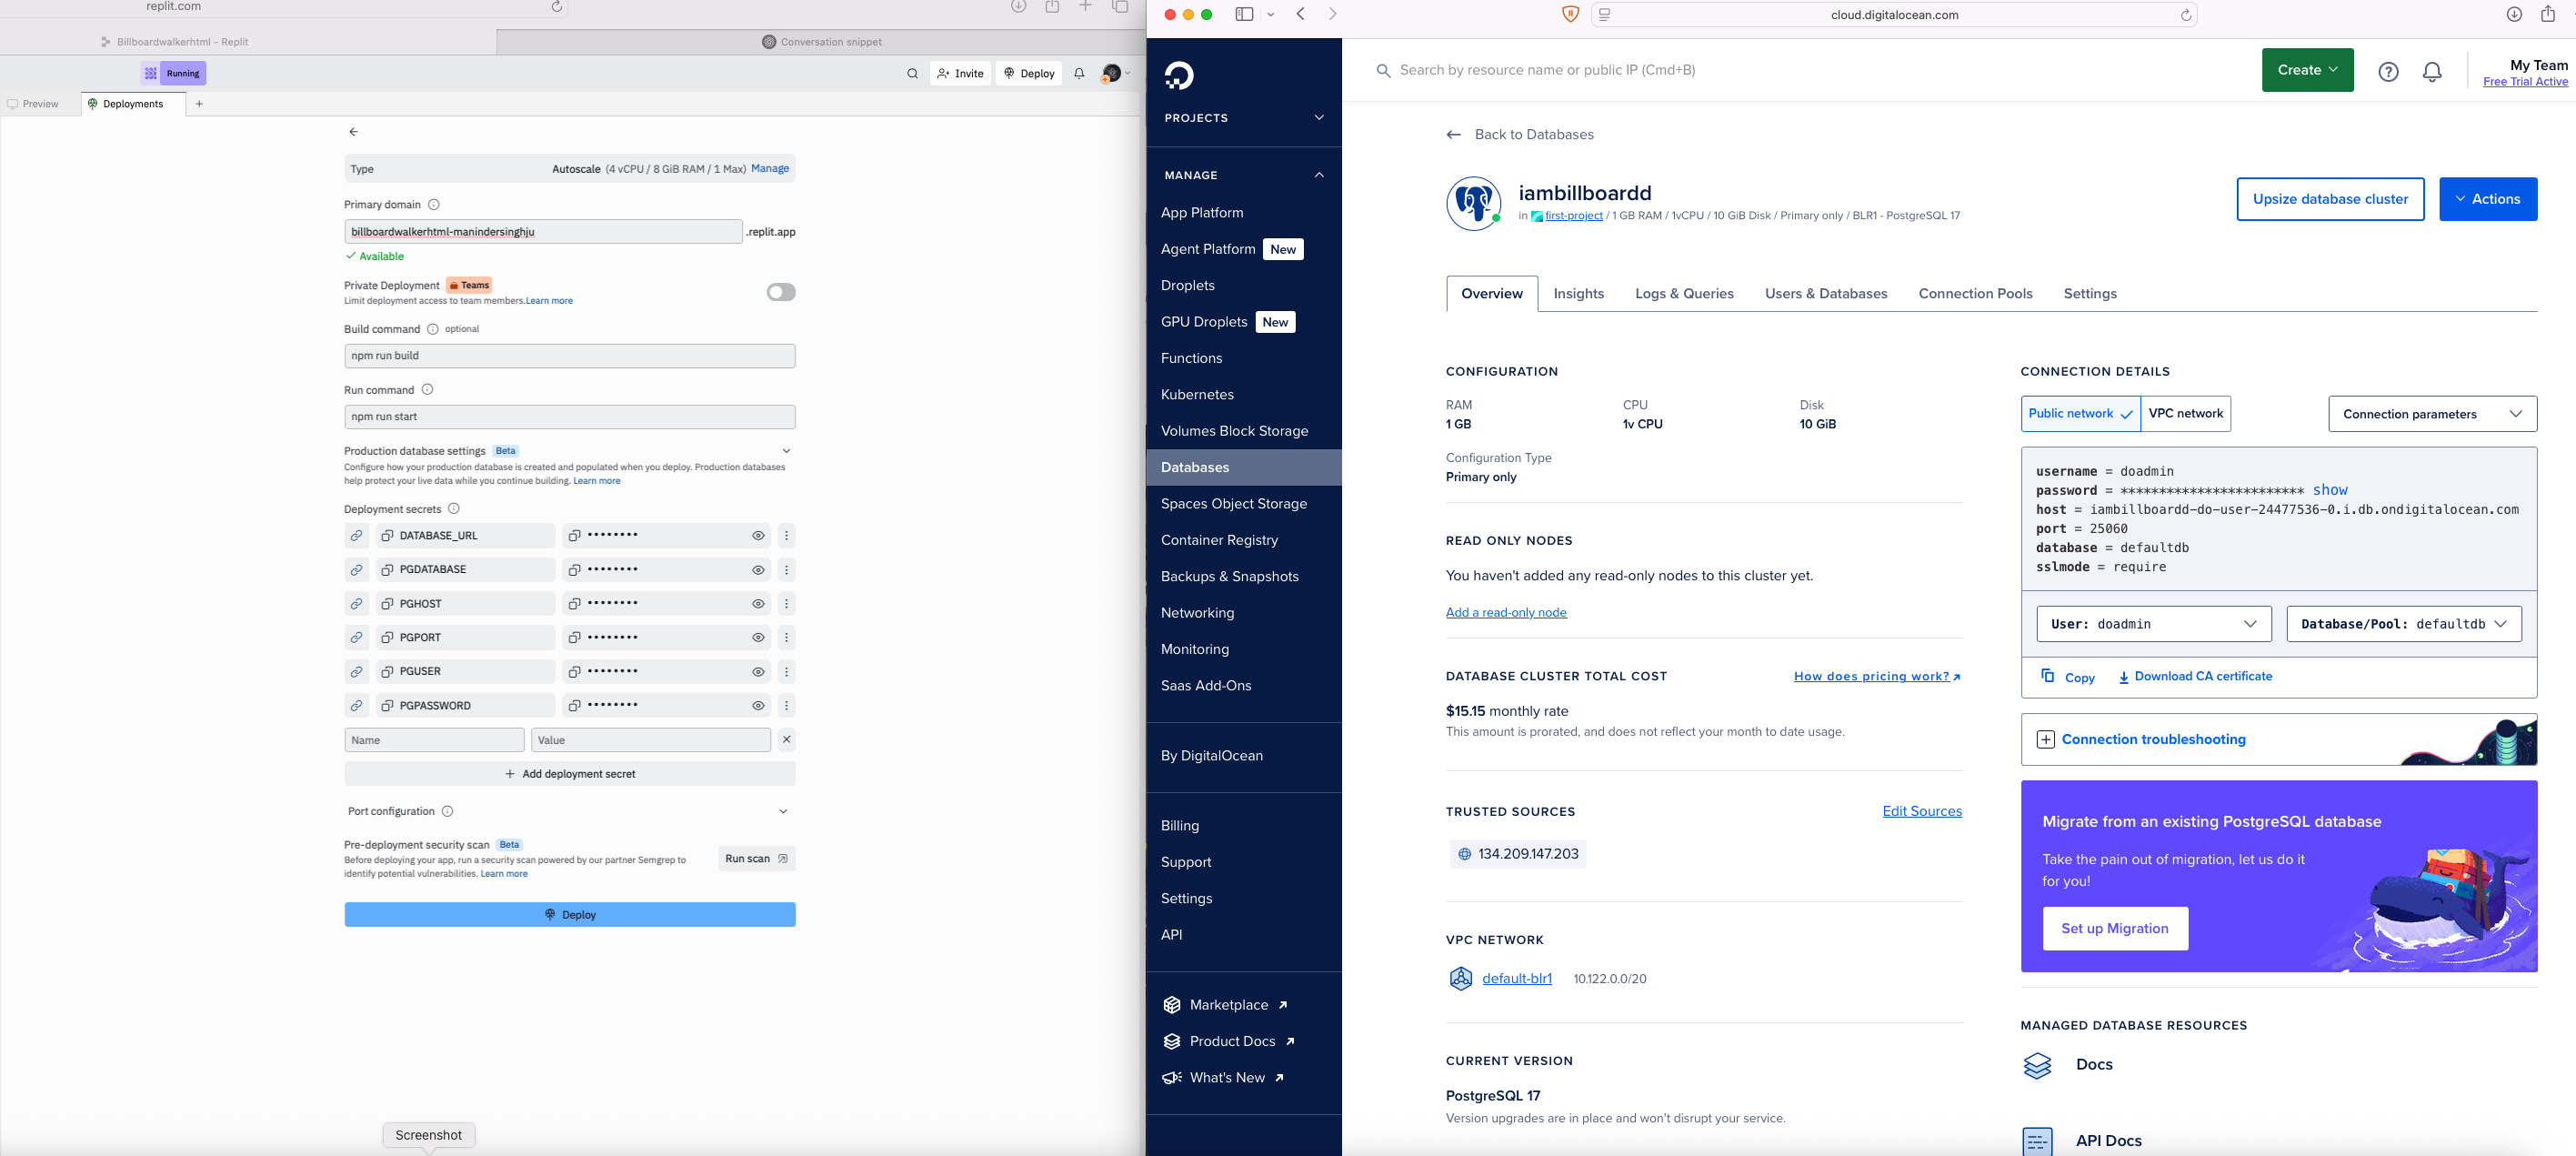 replit.com
Billboardwalkerhtml - Replit
Conversation snippet
Running
Invite
Deploy
Preview
Deployments
Type
Autoscale (4 vCPU / 8 GiB RAM / 1 Max) Manage
Primary domain
billboardwalkerhtml-manindersinghju
.replit.app
Available
Private Deployment Teams
Limit deployment access to team members.Learn more
Build command optional
npm run build
Run command
npm run start
Production database settings Beta
Configure how your production database is created and populated when you deploy. Production databases
help protect your live data while you continue building. Learn more
Deployment secrets
DATABASE_URL ••••••••
PGDATABASE ••••••••
PGHOST ••••••••
PGPORT ••••••••
PGUSER ••••••••
PGPASSWORD ••••••••
Name
Value
+ Add deployment secret
Port configuration
Pre-deployment security scan Beta
Before deploying your app, run a security scan powered by our partner Semgrep to
identify potential vulnerabilities. Learn more
Run scan
Deploy
Screenshot
cloud.digitalocean.com
PROJECTS
MANAGE
App Platform
Agent Platform New
Droplets
GPU Droplets New
Functions
Kubernetes
Volumes Block Storage
Databases
Spaces Object Storage
Container Registry
Backups & Snapshots
Networking
Monitoring
Saas Add-Ons
By DigitalOcean
Billing
Support
Settings
API
Marketplace
Product Docs
What's New
Search by resource name or public IP (Cmd+B)
Create
My Team
Free Trial Active
Back to Databases
iambillboardd
in first-project / 1 GB RAM / 1vCPU / 10 GiB Disk / Primary only / BLR1 - PostgreSQL 17
Upsize database cluster
Actions
Overview
Insights
Logs & Queries
Users & Databases
Connection Pools
Settings
CONFIGURATION
RAM
1 GB
CPU
1v CPU
Disk
10 GiB
Configuration Type
Primary only
READ ONLY NODES
You haven't added any read-only nodes to this cluster yet.
Add a read-only node
DATABASE CLUSTER TOTAL COST
How does pricing work?
$15.15 monthly rate
This amount is prorated, and does not reflect your month to date usage.
TRUSTED SOURCES
Edit Sources
134.209.147.203
VPC NETWORK
default-blr1
10.122.0.0/20
CURRENT VERSION
PostgreSQL 17
Version upgrades are in place and won't disrupt your service.
CONNECTION DETAILS
Public network
VPC network
Connection parameters
username = doadmin
password = ************************ show
host = iambillboardd-do-user-24477536-0.i.db.ondigitalocean.com
port = 25060
database = defaultdb
sslmode = require
User: doadmin
Database/Pool: defaultdb
Copy
Download CA certificate
Connection troubleshooting
Migrate from an existing PostgreSQL database
Take the pain out of migration, let us do it
for you!
Set up Migration
MANAGED DATABASE RESOURCES
Docs
API Docs